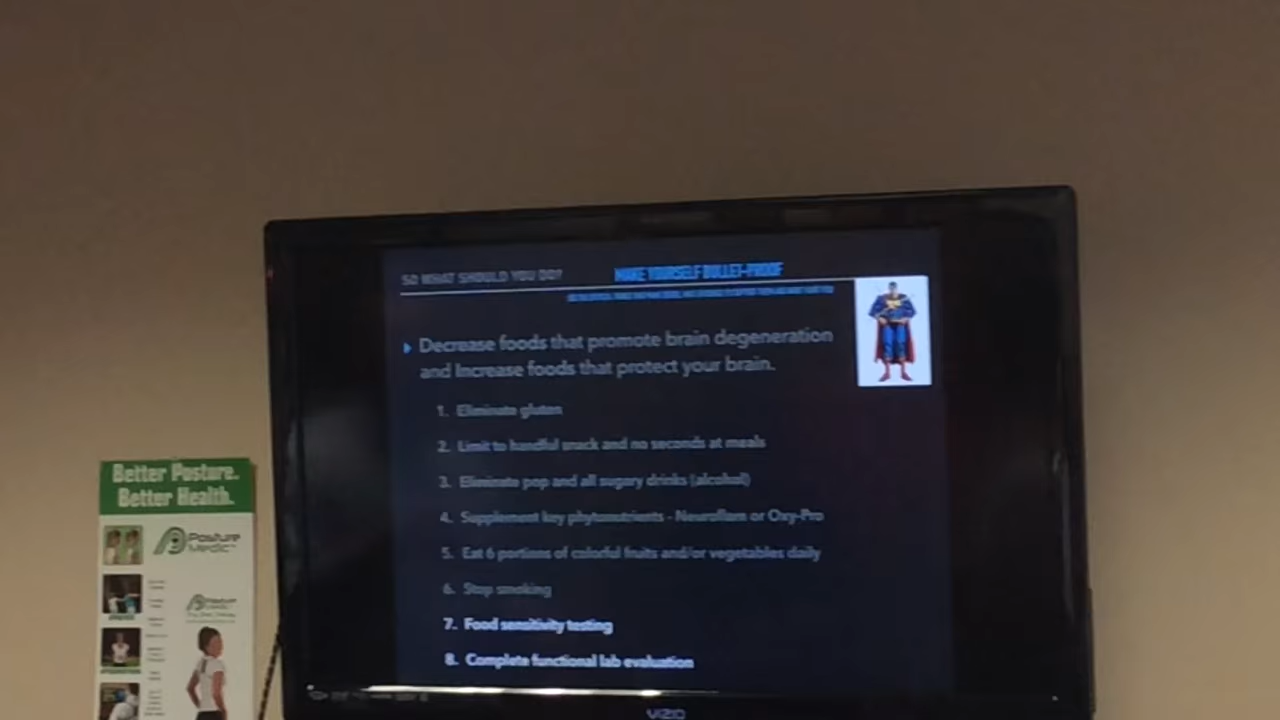 SO WHAT SHOULD YOU DO? MAKE YOURSELF BULLET-PROOF
Decrease foods that promote brain degeneration
and Increase foods that protect your brain.
1. Eliminate gluten
2. Limit to handful snack and no seconds at meals
3. Eliminate pop and all sugary drinks (alcohol)
4. Supplement key phytonutrients - Neuroflam or Oxy-Pro
5. Eat 6 portions of colorful fruits and/or vegetables daily
6. Stop smoking
7. Food sensitivity testing
8. Complete functional lab evaluation
VIZIO
Better Posture.
Better Health.
Posture
Medic